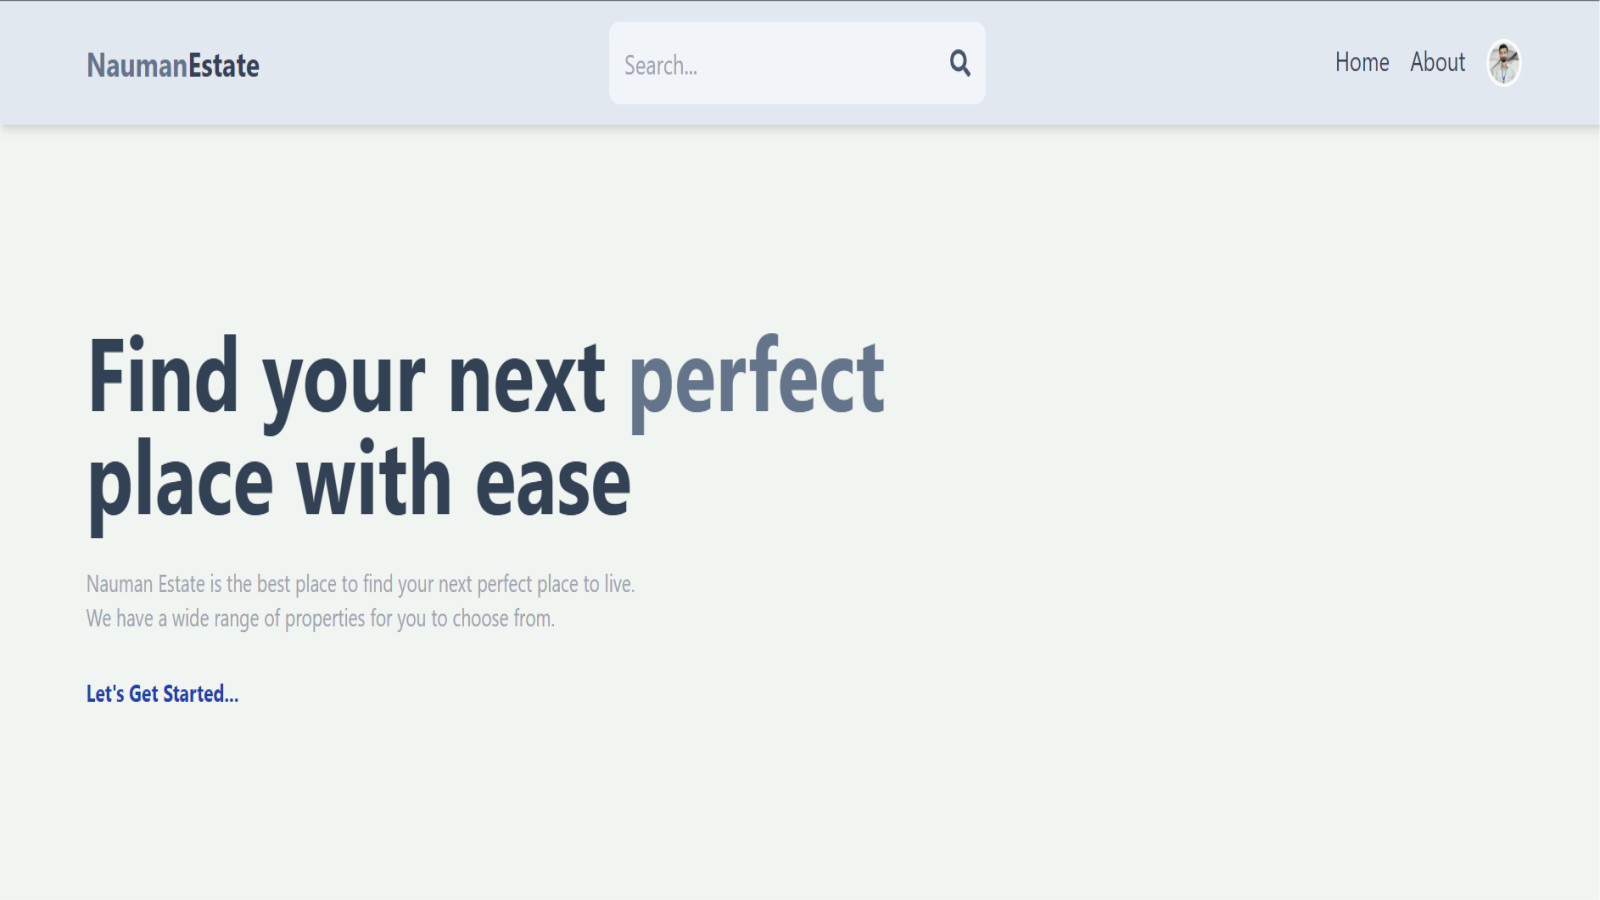 NaumanEstate
Search...
Home About
Find your next perfect
place with ease
Nauman Estate is the best place to find your next perfect place to live.
We have a wide range of properties for you to choose from.
Let's Get Started...